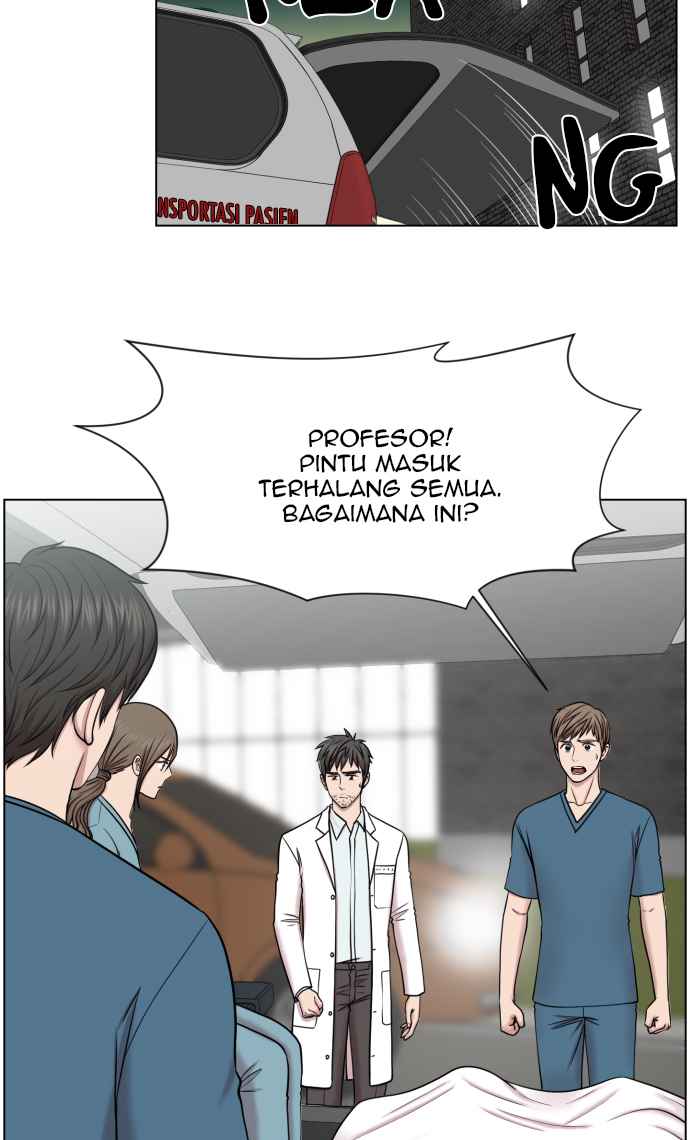 NG
NSPORTASI PASIEN
PROFESOR!
PINTU MASUK
TERHALANG SEMUA.
BAGAIMANA INI?